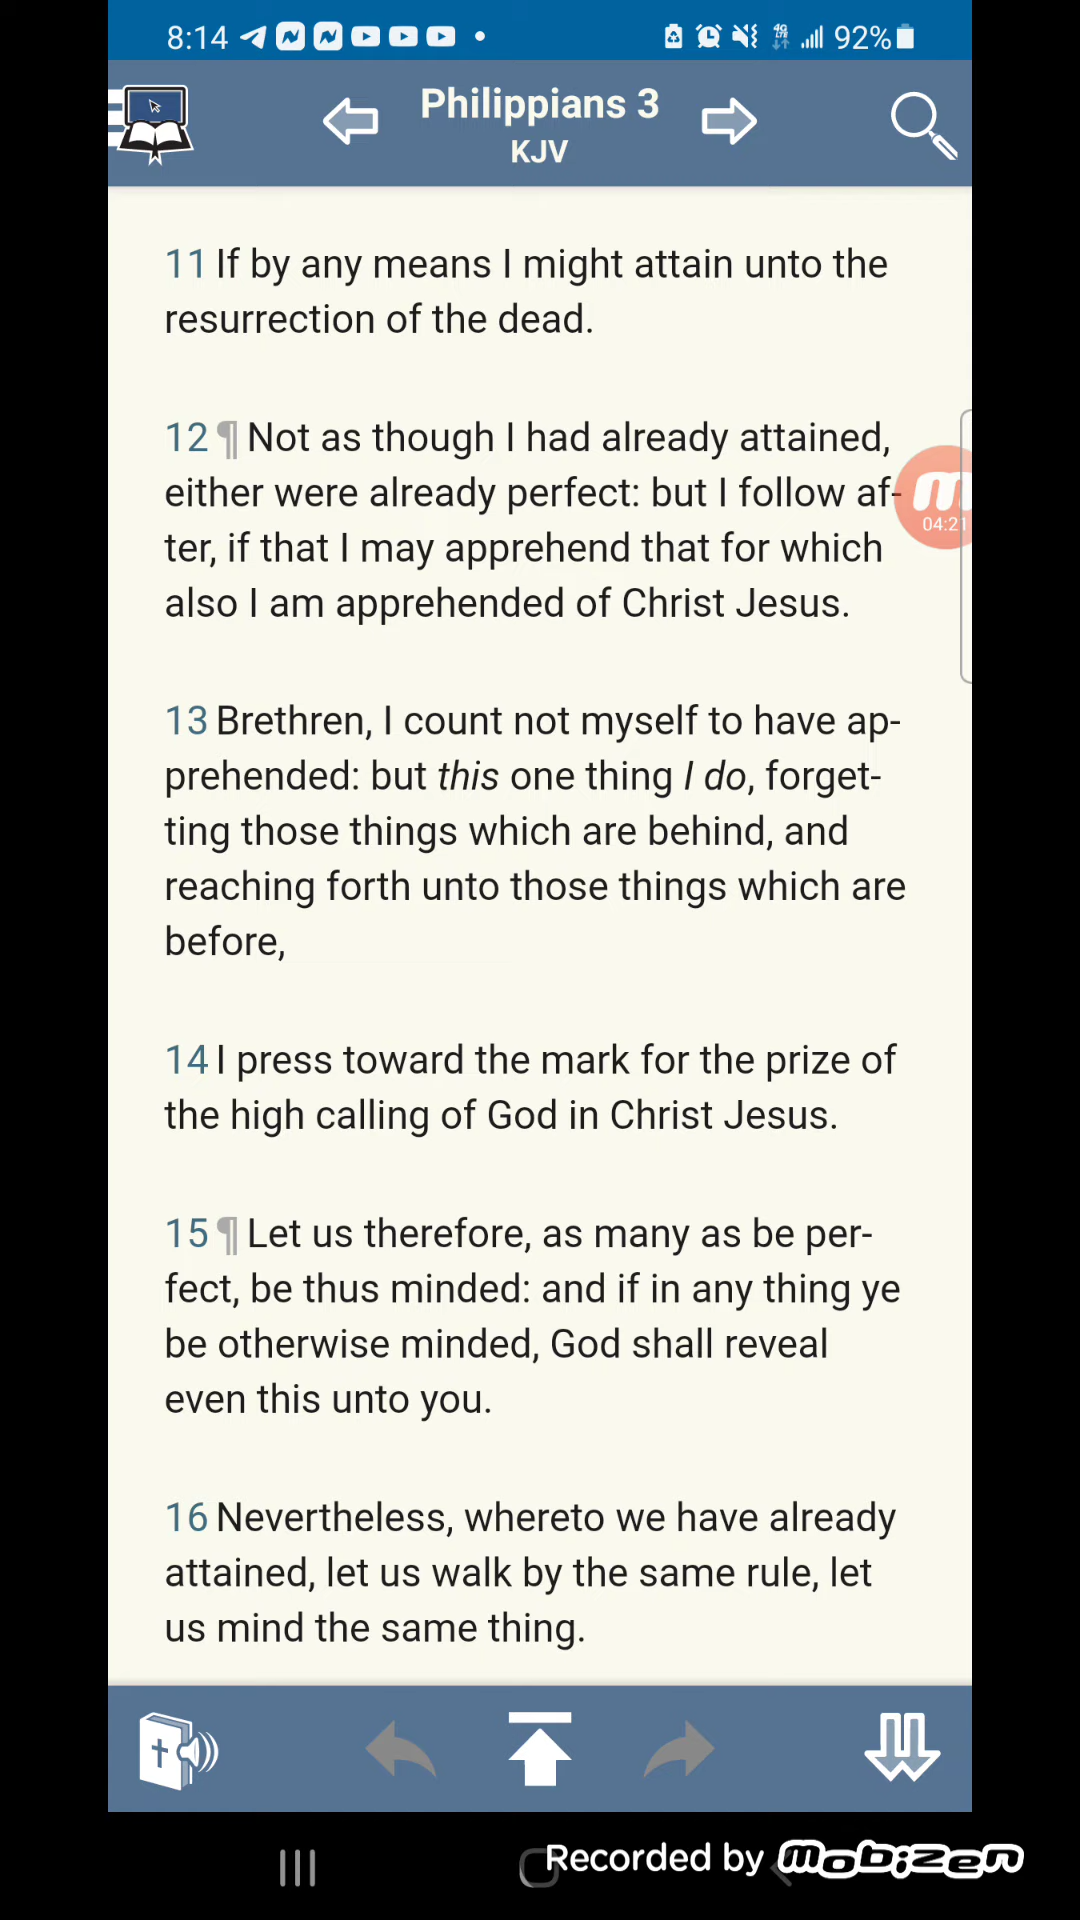 8:14
4G
LTE
92%
Philippians 3
KJV
11 If by any means I might attain unto the
resurrection of the dead.
12 ¶ Not as though I had already attained,
either were already perfect: but I follow af-
ter, if that I may apprehend that for which
also I am apprehended of Christ Jesus.
04:21
13 Brethren, I count not myself to have ap-
prehended: but this one thing I do, forget-
ting those things which are behind, and
reaching forth unto those things which are
before,
14 I press toward the mark for the prize of
the high calling of God in Christ Jesus.
15 ¶ Let us therefore, as many as be per-
fect, be thus minded: and if in any thing ye
be otherwise minded, God shall reveal
even this unto you.
16 Nevertheless, whereto we have already
attained, let us walk by the same rule, let
us mind the same thing.
Recorded by mobizen